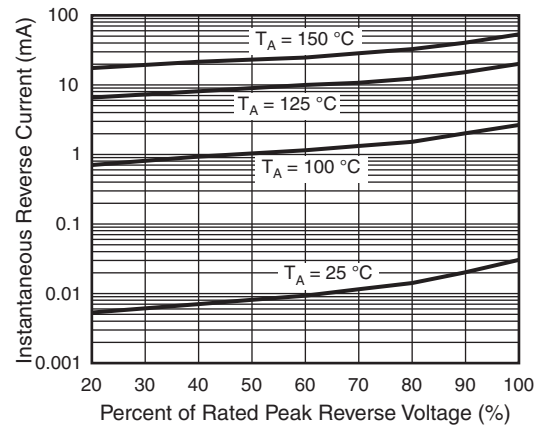 Instantaneous Reverse Current (mA)
100
10
1
0.1
0.01
0.001
T_A = 150 °C
T_A = 125 °C
T_A = 100 °C
T_A = 25 °C
20 30 40 50 60 70 80 90 100
Percent of Rated Peak Reverse Voltage (%)